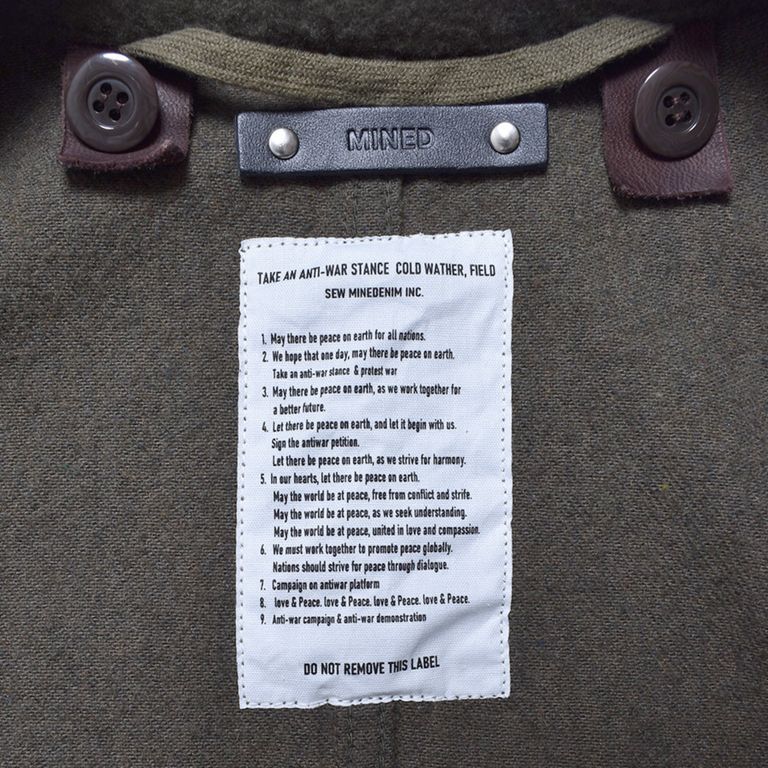 MINED
TAKE AN ANTI-WAR STANCE COLD WATHER, FIELD
SEW MINEDENIM INC.
1. May there be peace on earth for all nations.
2. We hope that one day, may there be peace on earth.
Take an anti-war stance & protest war
3. May there be peace on earth, as we work together for
a better future.
4. Let there be peace on earth, and let it begin with us.
Sign the antiwar petition.
Let there be peace on earth, as we strive for harmony.
5. In our hearts, let there be peace on earth.
May the world be at peace, free from conflict and strife.
May the world be at peace, as we seek understanding.
May the world be at peace, united in love and compassion.
6. We must work together to promote peace globally.
Nations should strive for peace through dialogue.
7. Campaign on antiwar platform
8. love & Peace. love & Peace. love & Peace. love & Peace.
9. Anti-war campaign & anti-war demonstration
DO NOT REMOVE THIS LABEL